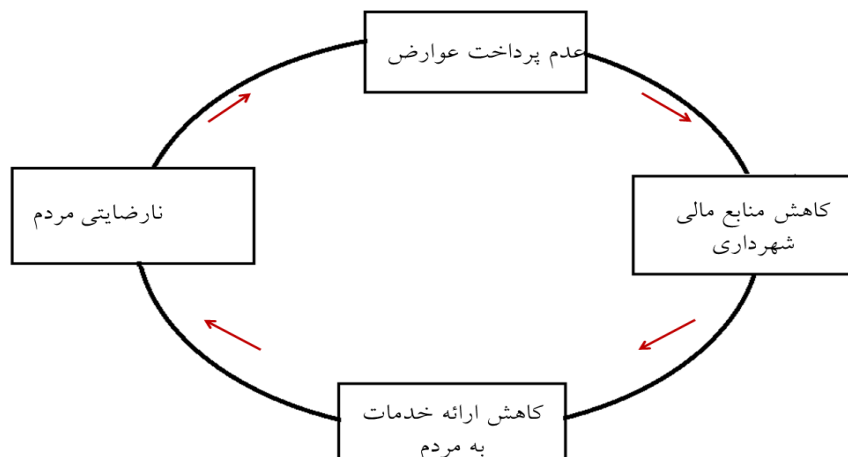 عدم پرداخت عوارض
کاهش منابع مالی
شهرداری
کاهش ارائه خدمات
به مردم
نارضایتی مردم